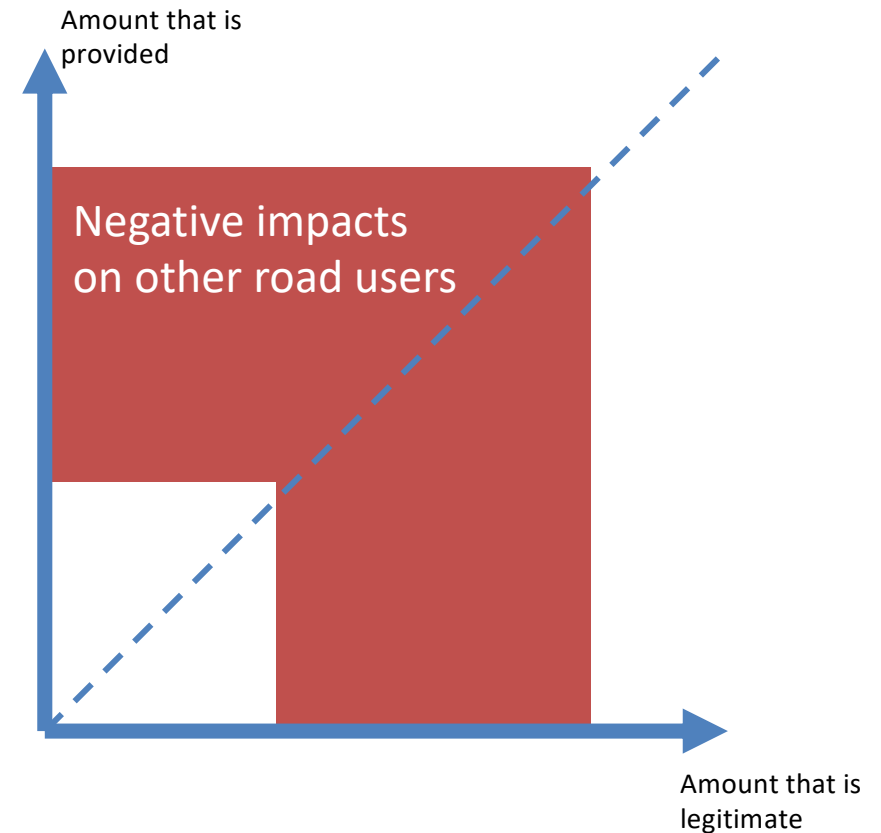 Amount that is
provided
Negative impacts
on other road users
Amount that is
legitimate